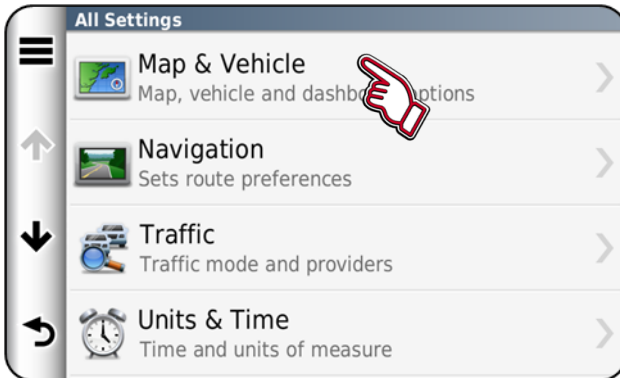 All Settings
Map & Vehicle
Map, vehicle and dashbo ptions
Navigation
Sets route preferences
Traffic
Traffic mode and providers
Units & Time
Time and units of measure